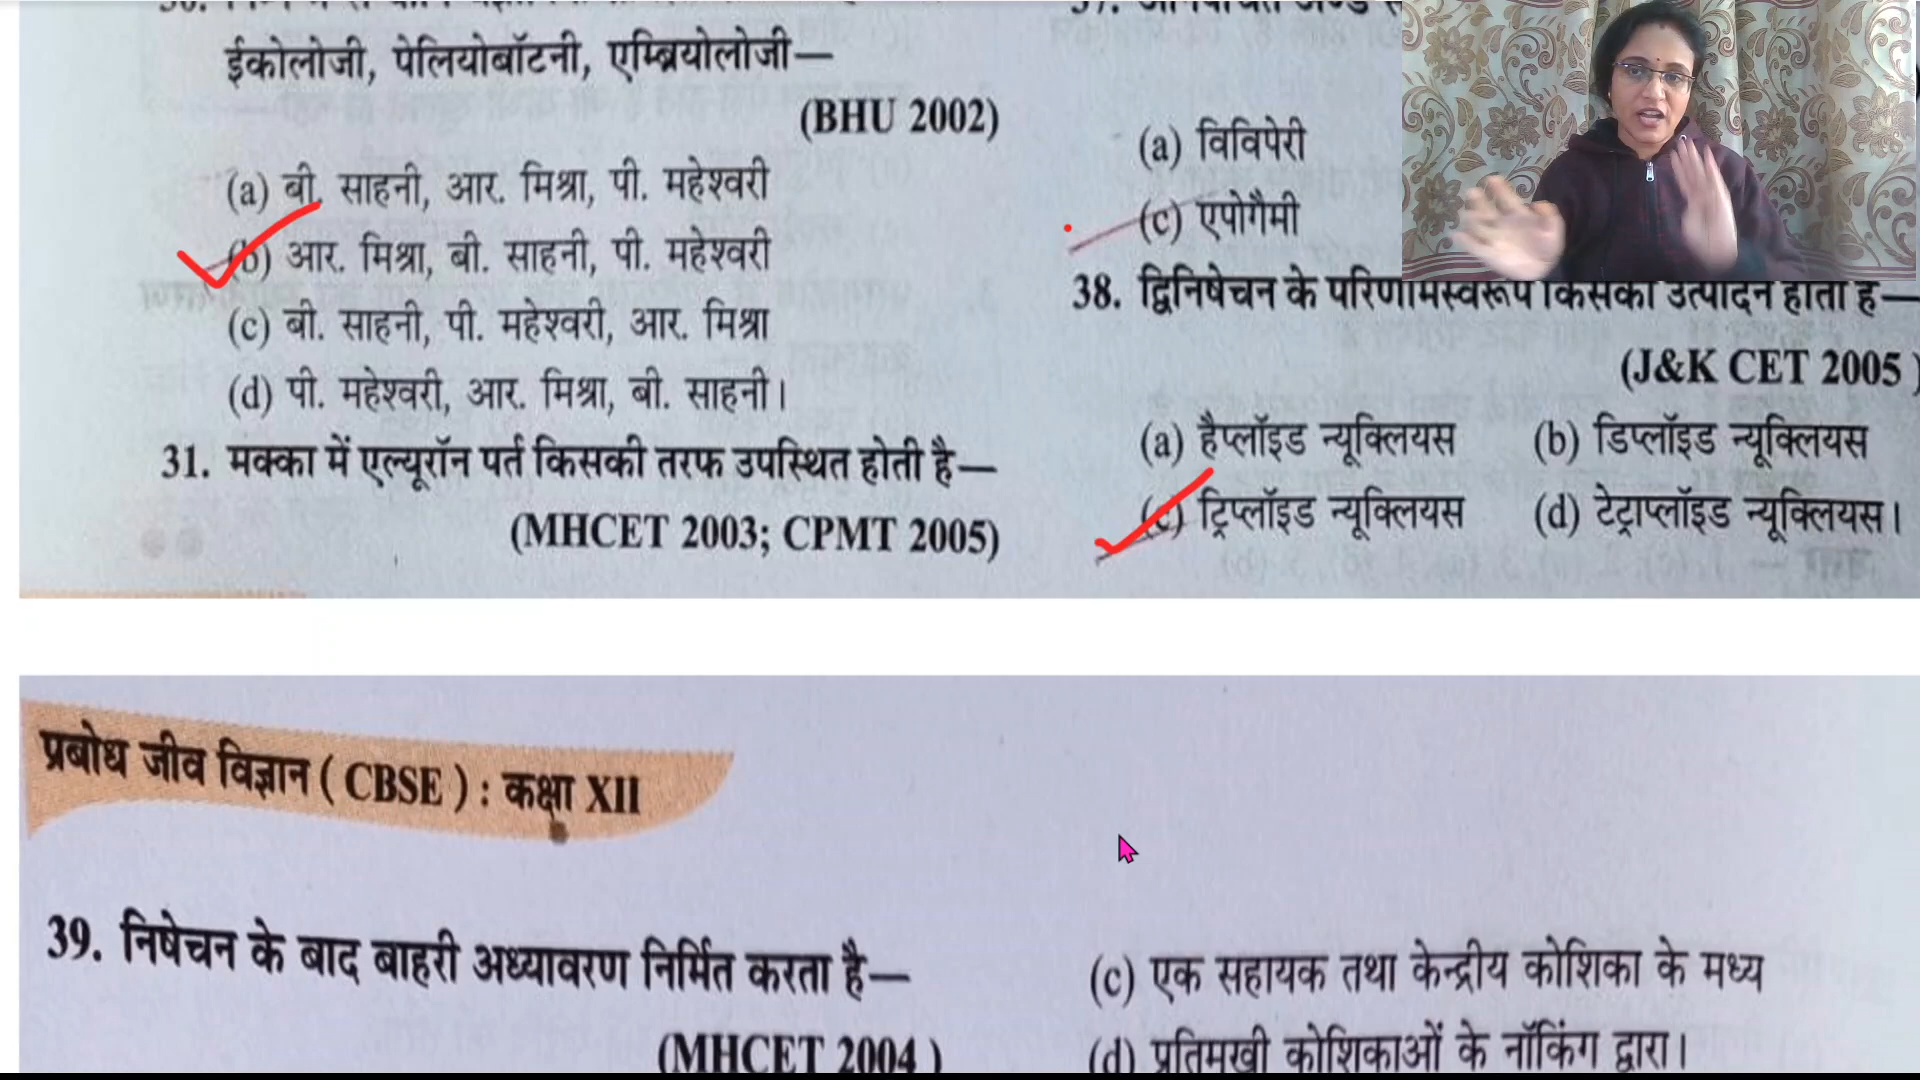 ईकोलोजी, पेलियोबॉटनी, एम्ब्रियोलोजी—
(BHU 2002)
(a) बी. साहनी, आर. मिश्रा, पी. महेश्वरी
(b) आर. मिश्रा, बी. साहनी, पी. महेश्वरी
(c) बी. साहनी, पी. महेश्वरी, आर. मिश्रा
(d) पी. महेश्वरी, आर. मिश्रा, बी. साहनी।
31. मक्का में एल्यूरॉन पर्त किसकी तरफ उपस्थित होती है—
(MHCET 2003; CPMT 2005)
(a) विविपेरी
(c) एपोगैमी
38. द्विनिषेचन के परिणामस्वरूप किसका उत्पादन होता है—
(J&K CET 2005)
(a) हैप्लॉइड न्यूक्लियस (b) डिप्लॉइड न्यूक्लियस
(c) ट्रिप्लॉइड न्यूक्लियस (d) टेट्राप्लॉइड न्यूक्लियस।
प्रबोध जीव विज्ञान ( CBSE ) : कक्षा XII
39. निषेचन के बाद बाहरी अध्यावरण निर्मित करता है—
(MHCET 2004 )
(c) एक सहायक तथा केन्द्रीय कोशिका के मध्य
(d) प्रतिमुखी कोशिकाओं के नॉकिंग द्वारा।